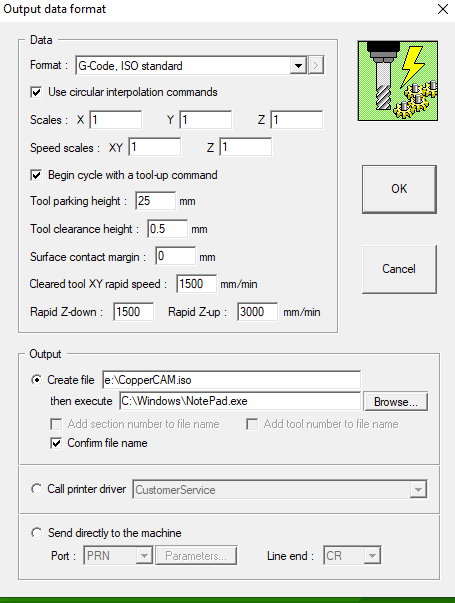 Output data format
Data
Format : G-Code, ISO standard >
Use circular interpolation commands
Scales : X 1 Y 1 Z 1
Speed scales : XY 1 Z 1
Begin cycle with a tool-up command
Tool parking height : 25 mm
Tool clearance height : 0.5 mm
Surface contact margin : 0 mm
Cleared tool XY rapid speed : 1500 mm/min
Rapid Z-down : 1500 Rapid Z-up : 3000 mm/min
OK
Cancel
Output
Create file e:\CopperCAM.iso
then execute C:\Windows\NotePad.exe Browse...
Add section number to file name Add tool number to file name
Confirm file name
Call printer driver CustomerService
Send directly to the machine
Port : PRN Parameters... Line end : CR